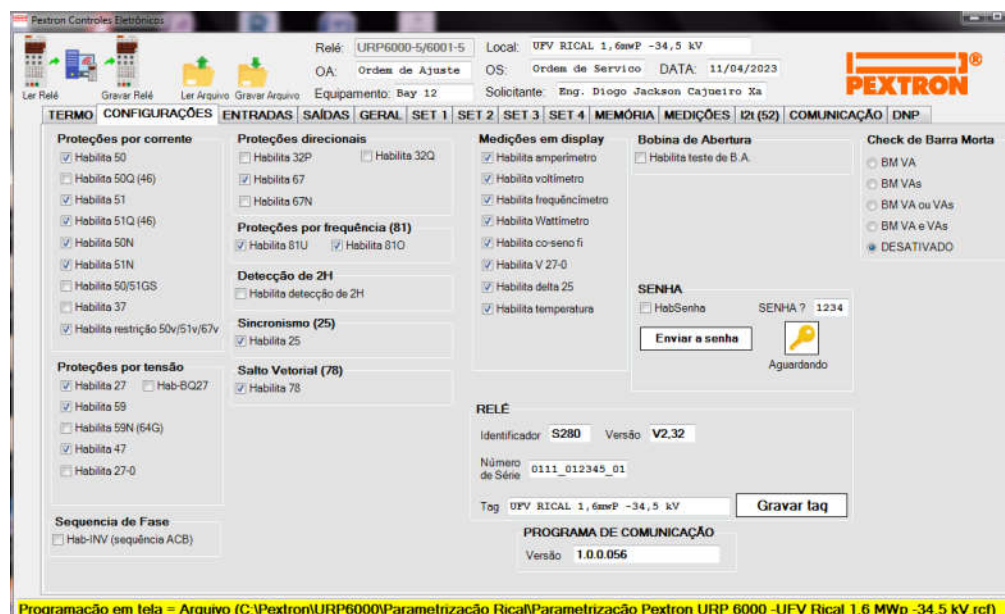 Pextron Controles Eletrônicos
Relé: URP6000-5/6001-5 Local: UFV RICAL 1,6mwP -34,5 kV
OA: Ordem de Ajuste OS: Ordem de Servico DATA: 11/04/2023
Equipamento: Bay 12 Solicitante: Eng. Diogo Jackson Cajueiro Xa
Ler Relé Gravar Relé Ler Arquivo Gravar Arquivo
PEXTRON ®
TERMO CONFIGURAÇÕES ENTRADAS SAÍDAS GERAL SET 1 SET 2 SET 3 SET 4 MEMÓRIA MEDIÇÕES I2t (52) COMUNICAÇÃO DNP
Proteções por corrente
Habilita 50
Habilita 50Q (46)
Habilita 51
Habilita 51Q (46)
Habilita 50N
Habilita 51N
Habilita 50/51GS
Habilita 37
Habilita restrição 50v/51v/67v
Proteções por tensão
Habilita 27 Hab-BQ27
Habilita 59
Habilita 59N (64G)
Habilita 47
Habilita 27-0
Sequencia de Fase
Hab-INV (sequência ACB)
Proteções direcionais
Habilita 32P Habilita 32Q
Habilita 67
Habilita 67N
Proteções por frequência (81)
Habilita 81U Habilita 81O
Detecção de 2H
Habilita detecção de 2H
Sincronismo (25)
Habilita 25
Salto Vetorial (78)
Habilita 78
Medições em display
Habilita amperímetro
Habilita voltímetro
Habilita frequêncímetro
Habilita Wattímetro
Habilita co-seno fi
Habilita V 27-0
Habilita delta 25
Habilita temperatura
Bobina de Abertura
Habilita teste de B.A.
SENHA
HabSenha SENHA ? 1234
Enviar a senha
Aguardando
Check de Barra Morta
BM VA
BM VAs
BM VA ou VAs
BM VA e VAs
DESATIVADO
RELÉ
Identificador S280 Versão V2,32
Número de Série 0111_012345_01
Tag UFV RICAL 1,6mwP -34,5 kV Gravar tag
PROGRAMA DE COMUNICAÇÃO
Versão 1.0.0.056
Programação em tela = Arquivo (C:\Pextron\URP6000\Parametrização Rical\Parametrização Pextron URP 6000 -UFV Rical 1,6 MWp -34,5 kV.rcf)